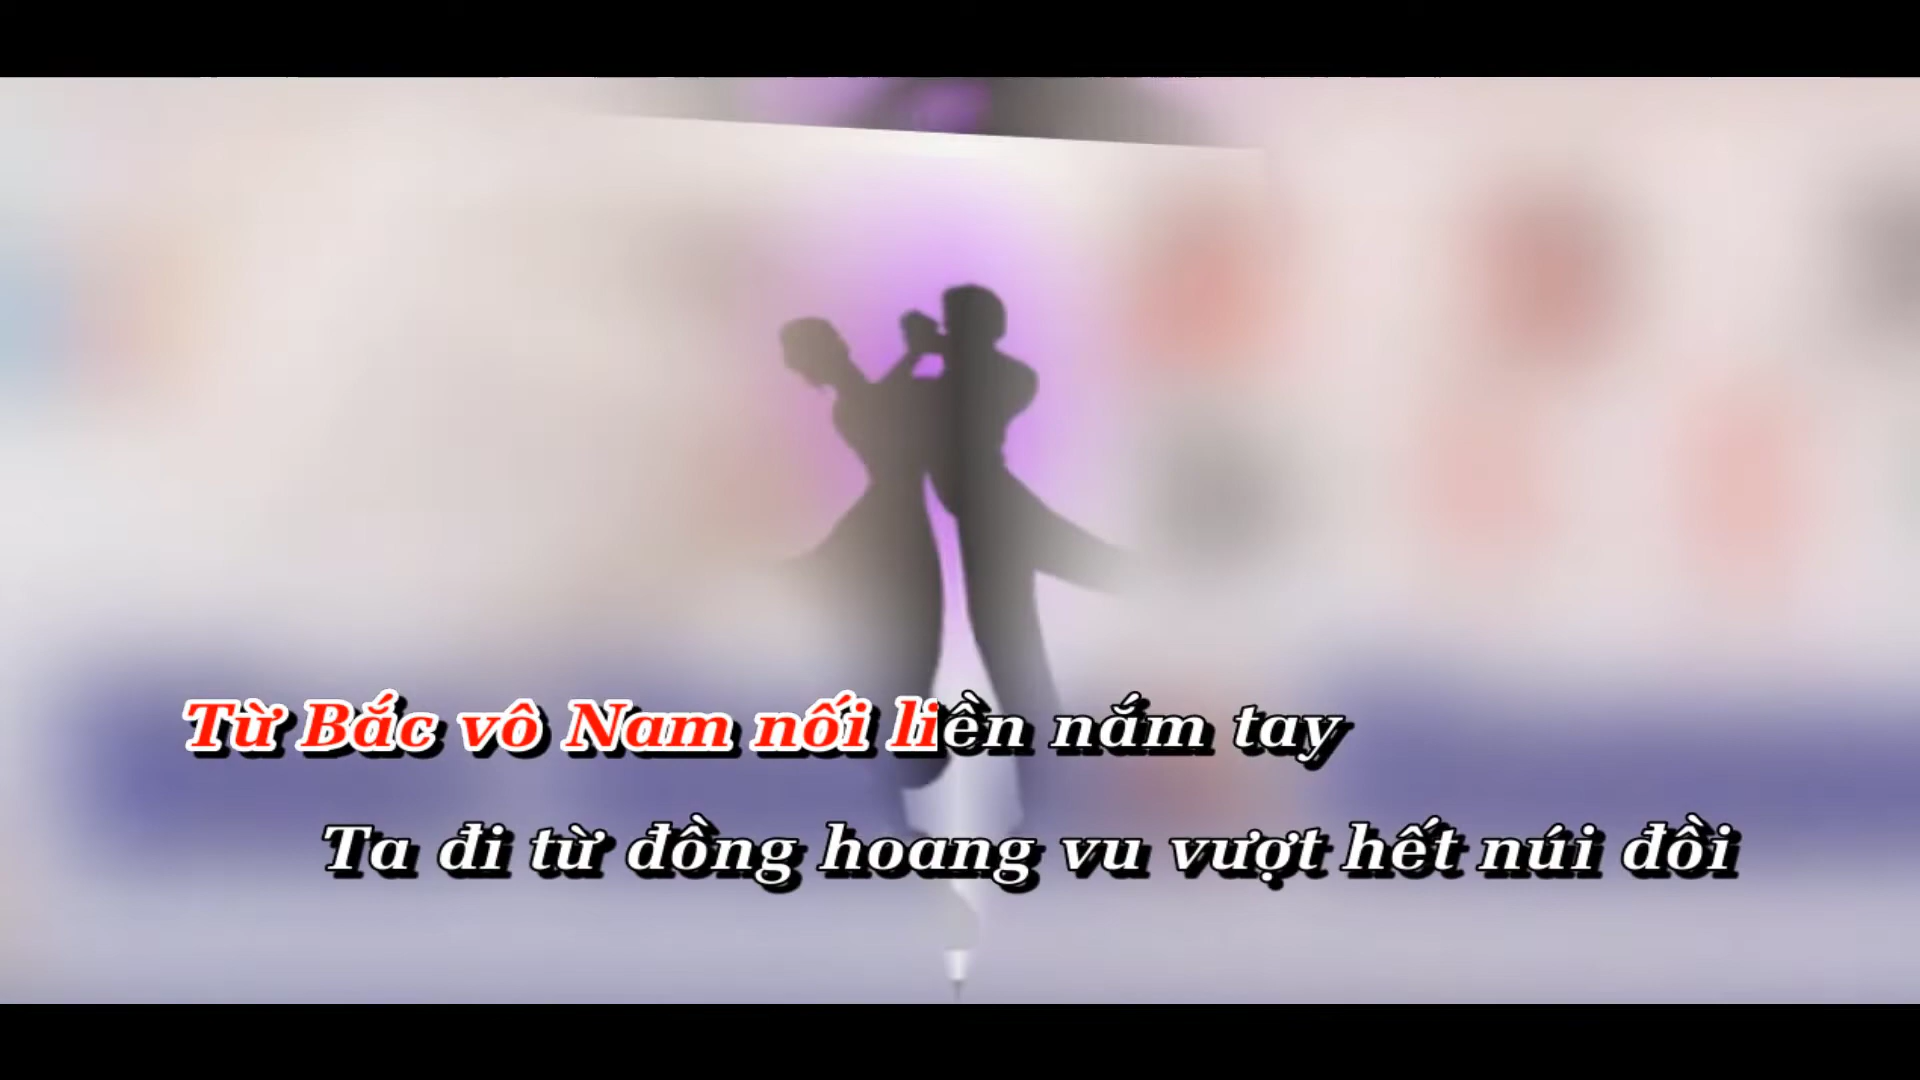 Từ Bắc vô Nam nối liền nắm tay
Ta đi từ đồng hoang vu vượt hết núi đồi